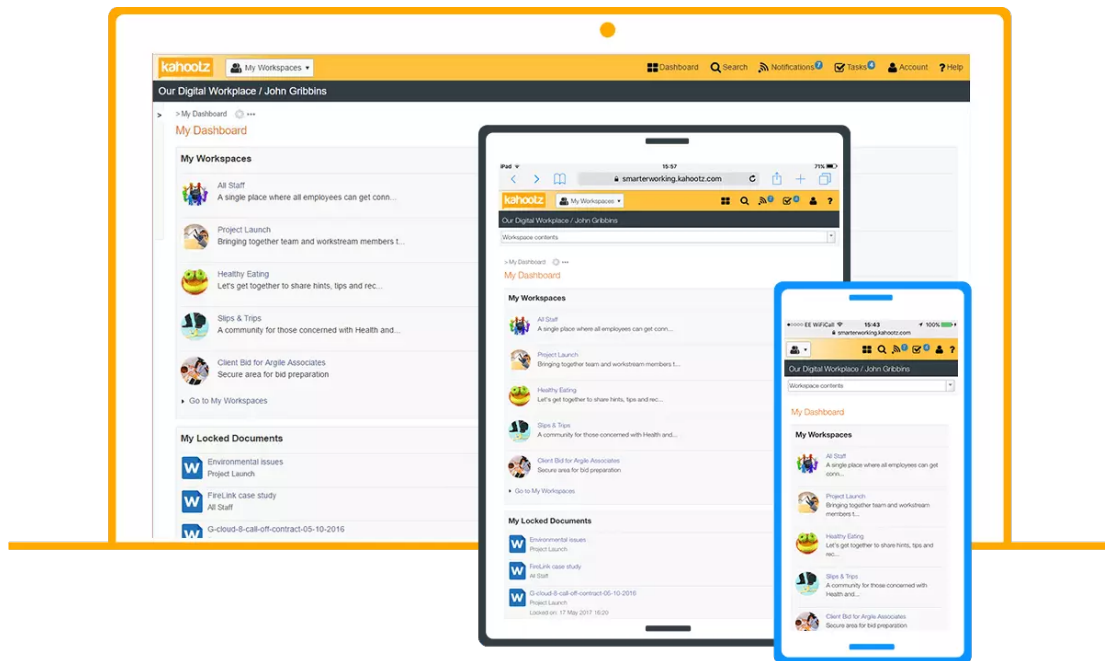 kahootz My Workspaces Dashboard Search Notifications 7 Tasks 4 Account ? Help
Our Digital Workplace / John Gribbins
> > My Dashboard
My Dashboard
My Workspaces
All Staff
A single place where all employees can get conn...
Project Launch
Bringing together team and workstream members t...
Healthy Eating
Let's get together to share hints, tips and rec...
Slips & Trips
A community for those concerned with Health and...
Client Bid for Argile Associates
Secure area for bid preparation
Go to My Workspaces
My Locked Documents
W Environmental issues
Project Launch
W FireLink case study
All Staff
W G-cloud-8-call-off-contract-05-10-2016
iPad 15:57 71%
smarterworking.kahootz.com
kahootz My Workspaces ?
Our Digital Workplace / John Gribbins
Workspace contents
> My Dashboard
My Dashboard
My Workspaces
All Staff
A single place where all employees can get conn...
Project Launch
Bringing together team and workstream members t...
Healthy Eating
Let's get together to share hints, tips and rec...
Slips & Trips
A community for those concerned with Health and...
Client Bid for Argile Associates
Secure area for bid preparation
Go to My Workspaces
My Locked Documents
W Environmental issues
Project Launch
W FireLink case study
All Staff
W G-cloud-8-call-off-contract-05-10-2016
Project Launch
Locked on: 17 May 2017 16:20
EE WiFiCall 15:43 100%
smarterworking.kahootz.com
?
Our Digital Workplace / John Gribbins
Workspace contents
My Dashboard
My Workspaces
All Staff
A single place where all employees can get
conn...
Project Launch
Bringing together team and workstream
members t...
Healthy Eating
Let's get together to share hints, tips and
rec...
Slips & Trips
A community for those concerned with
Health and...
Client Bid for Argile Associates
Secure area for bid preparation